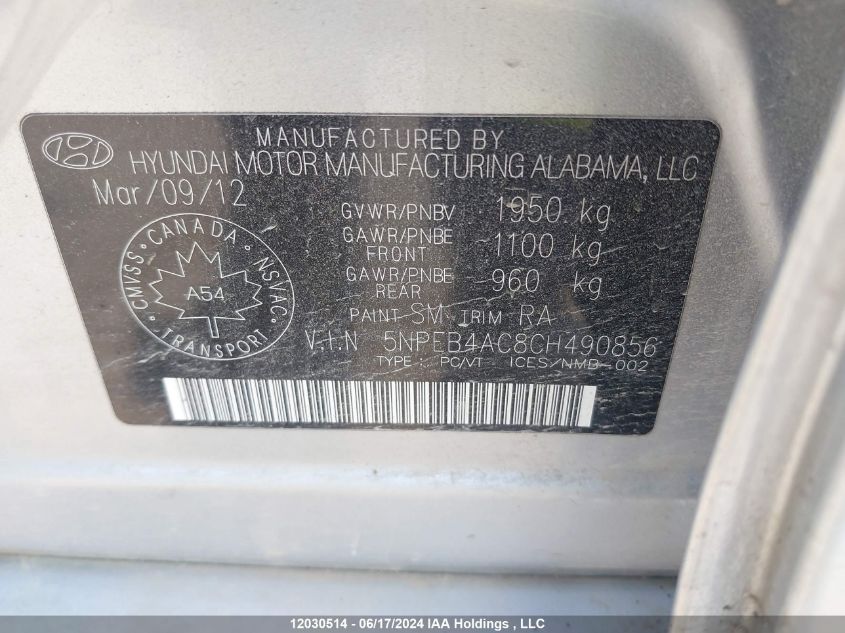 MANUFACTURED BY
HYUNDAI MOTOR MANUFACTURING ALABAMA, LLC
Mar/09/12
GVWR/PNBV 1950 kg
GAWR/PNBE FRONT 1100 kg
GAWR/PNBE REAR 960 kg
PAINT SM TRIM RA
V.I.N 5NPEB4AC8CH490856
TYPE : PC/VT ICES/NMB-002
CMVSS • CANADA • NSVAC
A54
TRANSPORT
12030514 - 06/17/2024 IAA Holdings , LLC